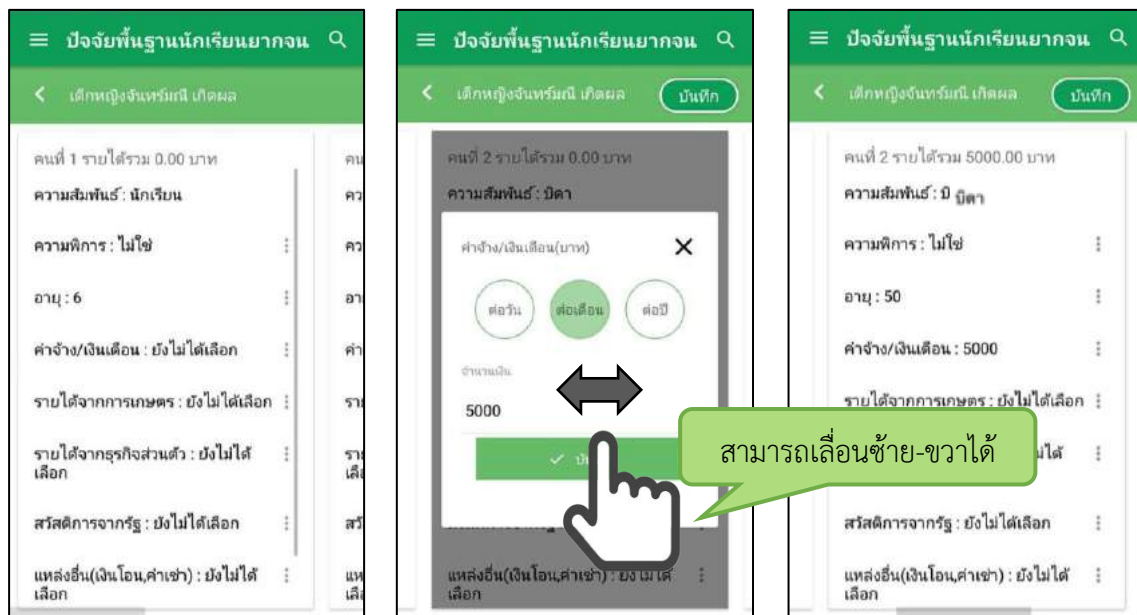 ปัจจัยพื้นฐานนักเรียนยากจน
เด็กหญิงจันทร์มณี เกิดผล
คนที่ 1 รายได้รวม 0.00 บาท
ความสัมพันธ์ : นักเรียน
ความพิการ : ไม่ใช่
อายุ : 6
ค่าจ้าง/เงินเดือน : ยังไม่ได้เลือก
รายได้จากการเกษตร : ยังไม่ได้เลือก
รายได้จากธุรกิจส่วนตัว : ยังไม่ได้
เลือก
สวัสดิการจากรัฐ : ยังไม่ได้เลือก
แหล่งอื่น(เงินโอน,ค่าเช่า) : ยังไม่ได้
เลือก
ปัจจัยพื้นฐานนักเรียนยากจน
เด็กหญิงจันทร์มณี เกิดผล
บันทึก
คนที่ 2 รายได้รวม 0.00 บาท
ความสัมพันธ์ : บิดา
ค่าจ้าง/เงินเดือน(บาท)
ต่อวัน
ต่อเดือน
ต่อปี
จำนวนเงิน
5000
แหล่งอื่น(เงินโอน,ค่าเช่า) : ยังไม่ได้
เลือก
สามารถเลื่อนซ้าย-ขวาได้
ปัจจัยพื้นฐานนักเรียนยากจน
เด็กหญิงจันทร์มณี เกิดผล
บันทึก
คนที่ 2 รายได้รวม 5000.00 บาท
ความสัมพันธ์ : บิ บิดา
ความพิการ : ไม่ใช่
อายุ : 50
ค่าจ้าง/เงินเดือน : 5000
รายได้จากการเกษตร : ยังไม่ได้เลือก
สวัสดิการจากรัฐ : ยังไม่ได้เลือก
แหล่งอื่น(เงินโอน,ค่าเช่า) : ยังไม่ได้
เลือก